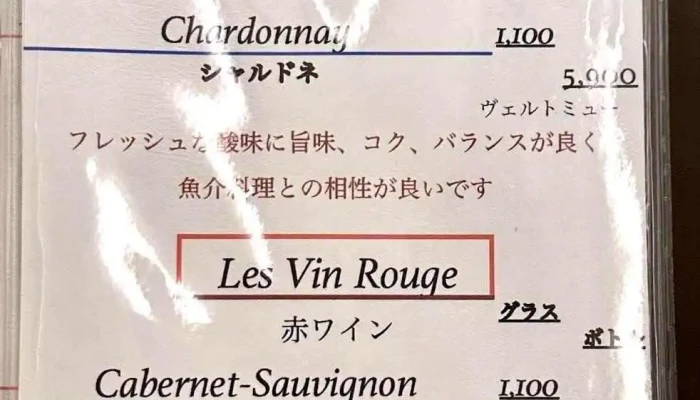 Chardonnay 1,100
シャルドネ 5,900
ヴェルトミュー
フレッシュな酸味に旨味、コク、バランスが良く
魚介料理との相性が良いです
Les Vin Rouge
グラス
赤ワイン
Cabernet-Sauvignon 1,100